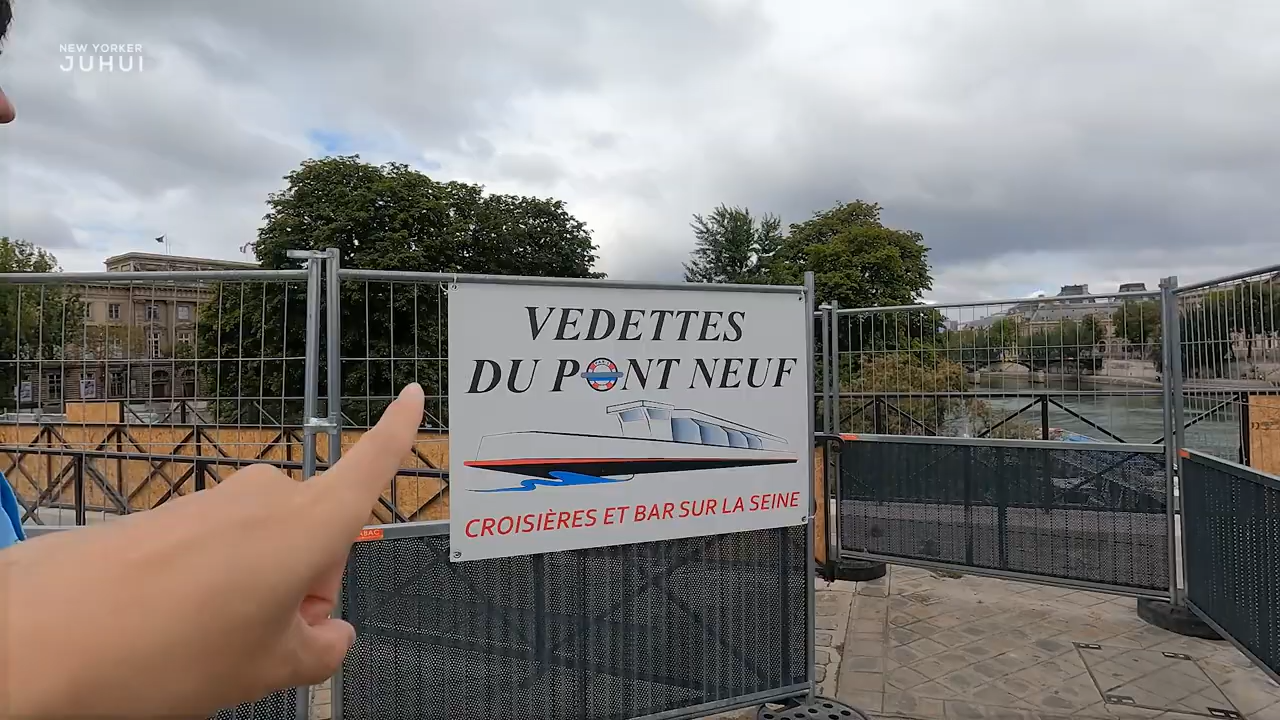 NEW YORKER
JUHUI
VEDETTES
DU PONT NEUF
CROISIÈRES ET BAR SUR LA SEINE